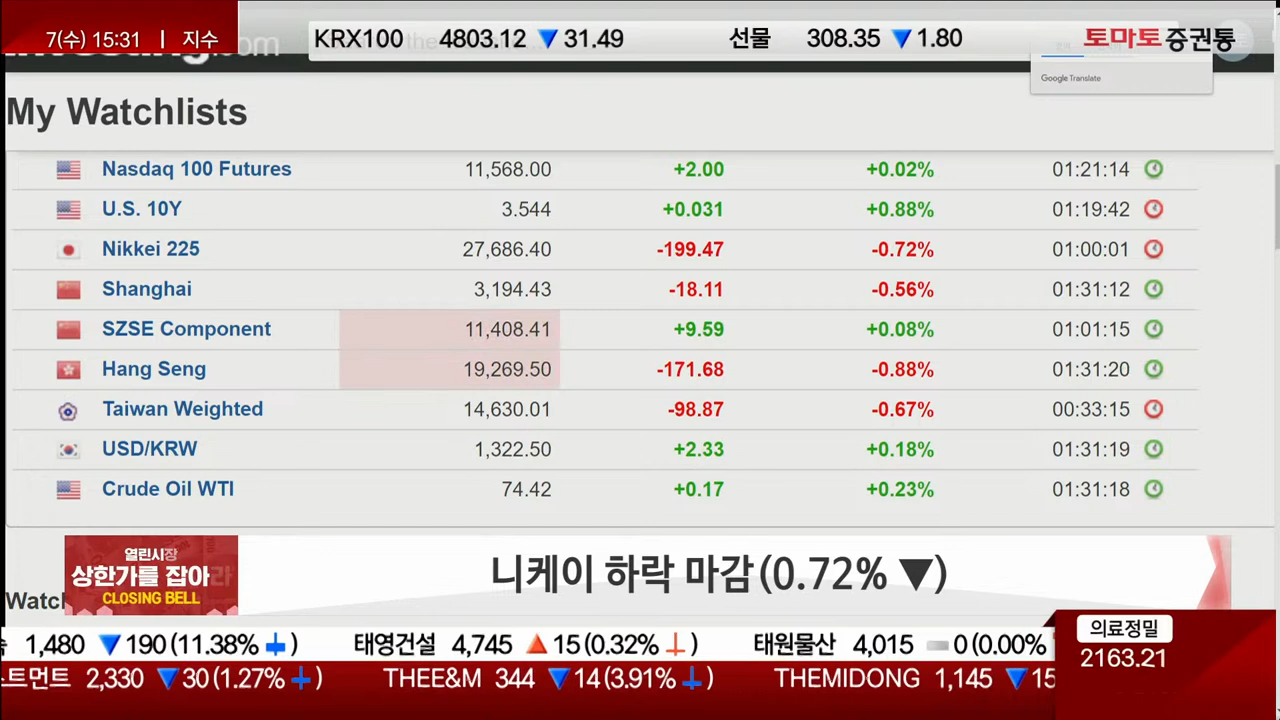 7(수) 15:31 | 지수
KRX100 4803.12 ▼ 31.49 선물 308.35 ▼ 1.80
토마토증권통
Google Translate
My Watchlists
Nasdaq 100 Futures 11,568.00 +2.00 +0.02% 01:21:14
U.S. 10Y 3.544 +0.031 +0.88% 01:19:42
Nikkei 225 27,686.40 -199.47 -0.72% 01:00:01
Shanghai 3,194.43 -18.11 -0.56% 01:31:12
SZSE Component 11,408.41 +9.59 +0.08% 01:01:15
Hang Seng 19,269.50 -171.68 -0.88% 01:31:20
Taiwan Weighted 14,630.01 -98.87 -0.67% 00:33:15
USD/KRW 1,322.50 +2.33 +0.18% 01:31:19
Crude Oil WTI 74.42 +0.17 +0.23% 01:31:18
열린시장
상한가를 잡아라
CLOSING BELL
니케이 하락 마감(0.72% ▼)
Watch
1,480 ▼ 190(11.38% ↓) 태영건설 4,745 ▲ 15(0.32% ⊥) 태원물산 4,015 0(0.00%
스트먼트 2,330 ▼ 30(1.27% ↓) THEE&M 344 ▼ 14(3.91% ↓) THEMIDONG 1,145 ▼ 15
의료정밀
2163.21